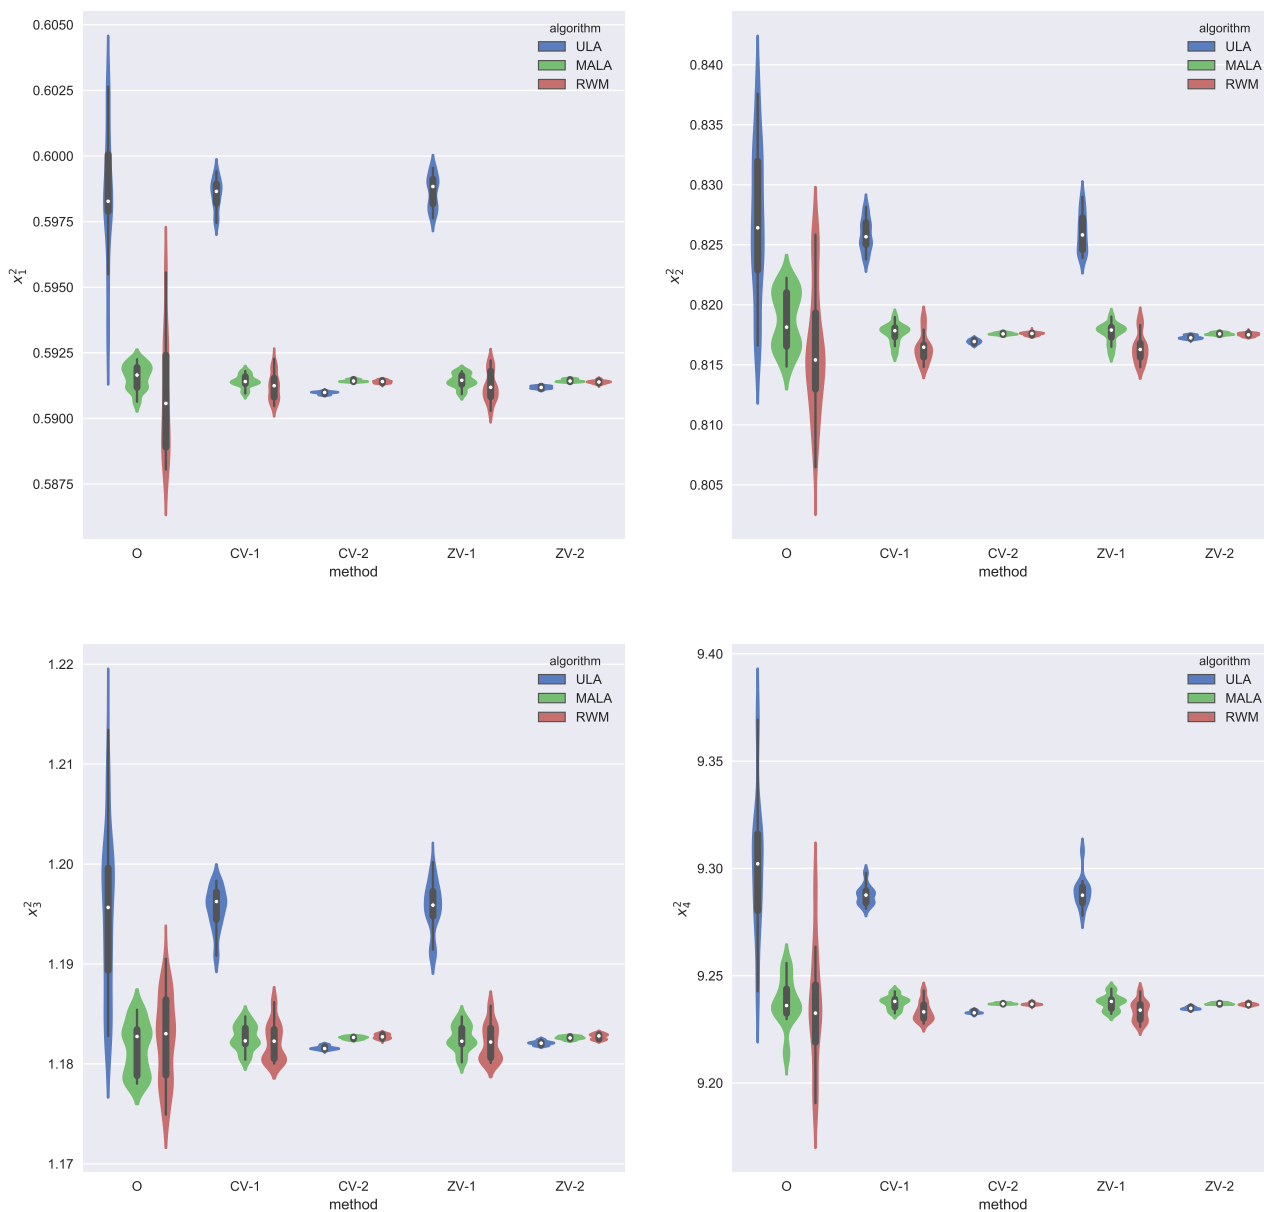 algorithm
ULA
MALA
RWM
0.6050
0.6025
0.6000
0.5975
0.5950
0.5925
0.5900
0.5875
x₁²
O CV-1 CV-2 ZV-1 ZV-2
method
algorithm
ULA
MALA
RWM
0.840
0.835
0.830
0.825
0.820
0.815
0.810
0.805
x₂²
O CV-1 CV-2 ZV-1 ZV-2
method
algorithm
ULA
MALA
RWM
1.22
1.21
1.20
1.19
1.18
1.17
x₃²
O CV-1 CV-2 ZV-1 ZV-2
method
algorithm
ULA
MALA
RWM
9.40
9.35
9.30
9.25
9.20
x₄²
O CV-1 CV-2 ZV-1 ZV-2
method